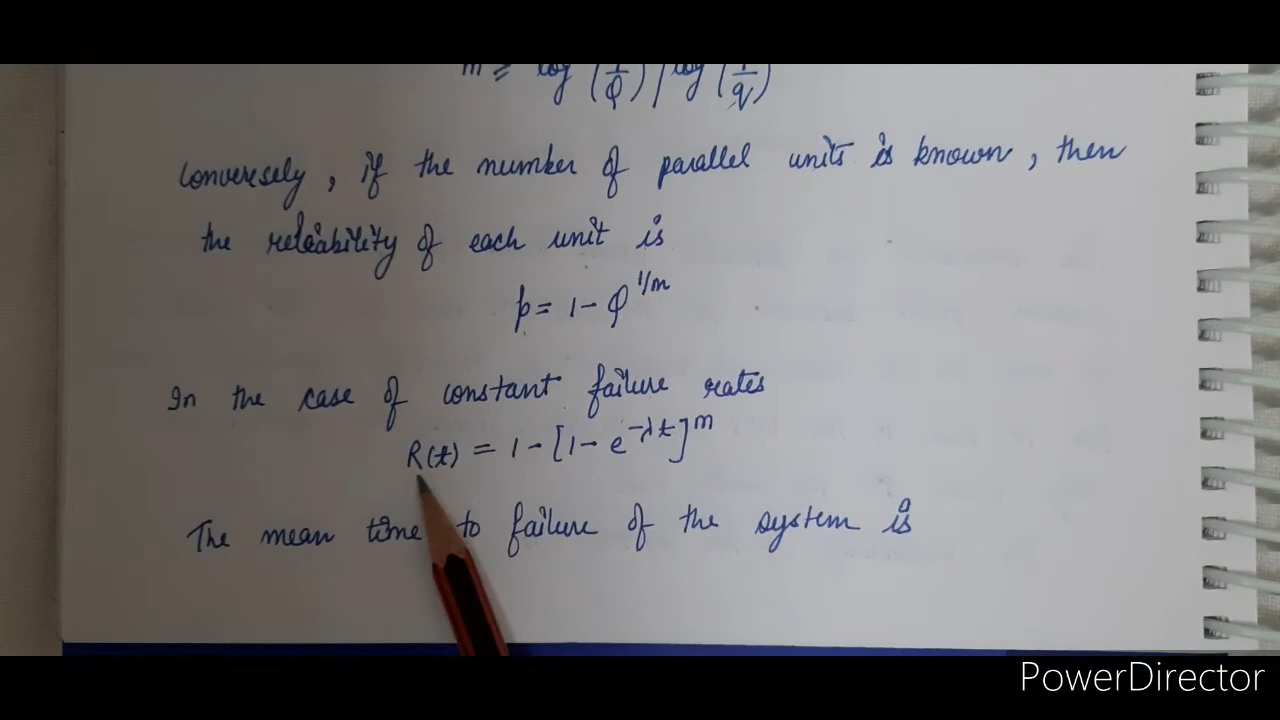 m ≥ log (1/φ) / log (1/q)
Conversely, if the number of parallel units is known, then
the reliability of each unit is
p = 1 - φ^1/m
In the case of constant failure rates
R(t) = 1 - [1 - e^-λt]^m
The mean time to failure of the system is
PowerDirector